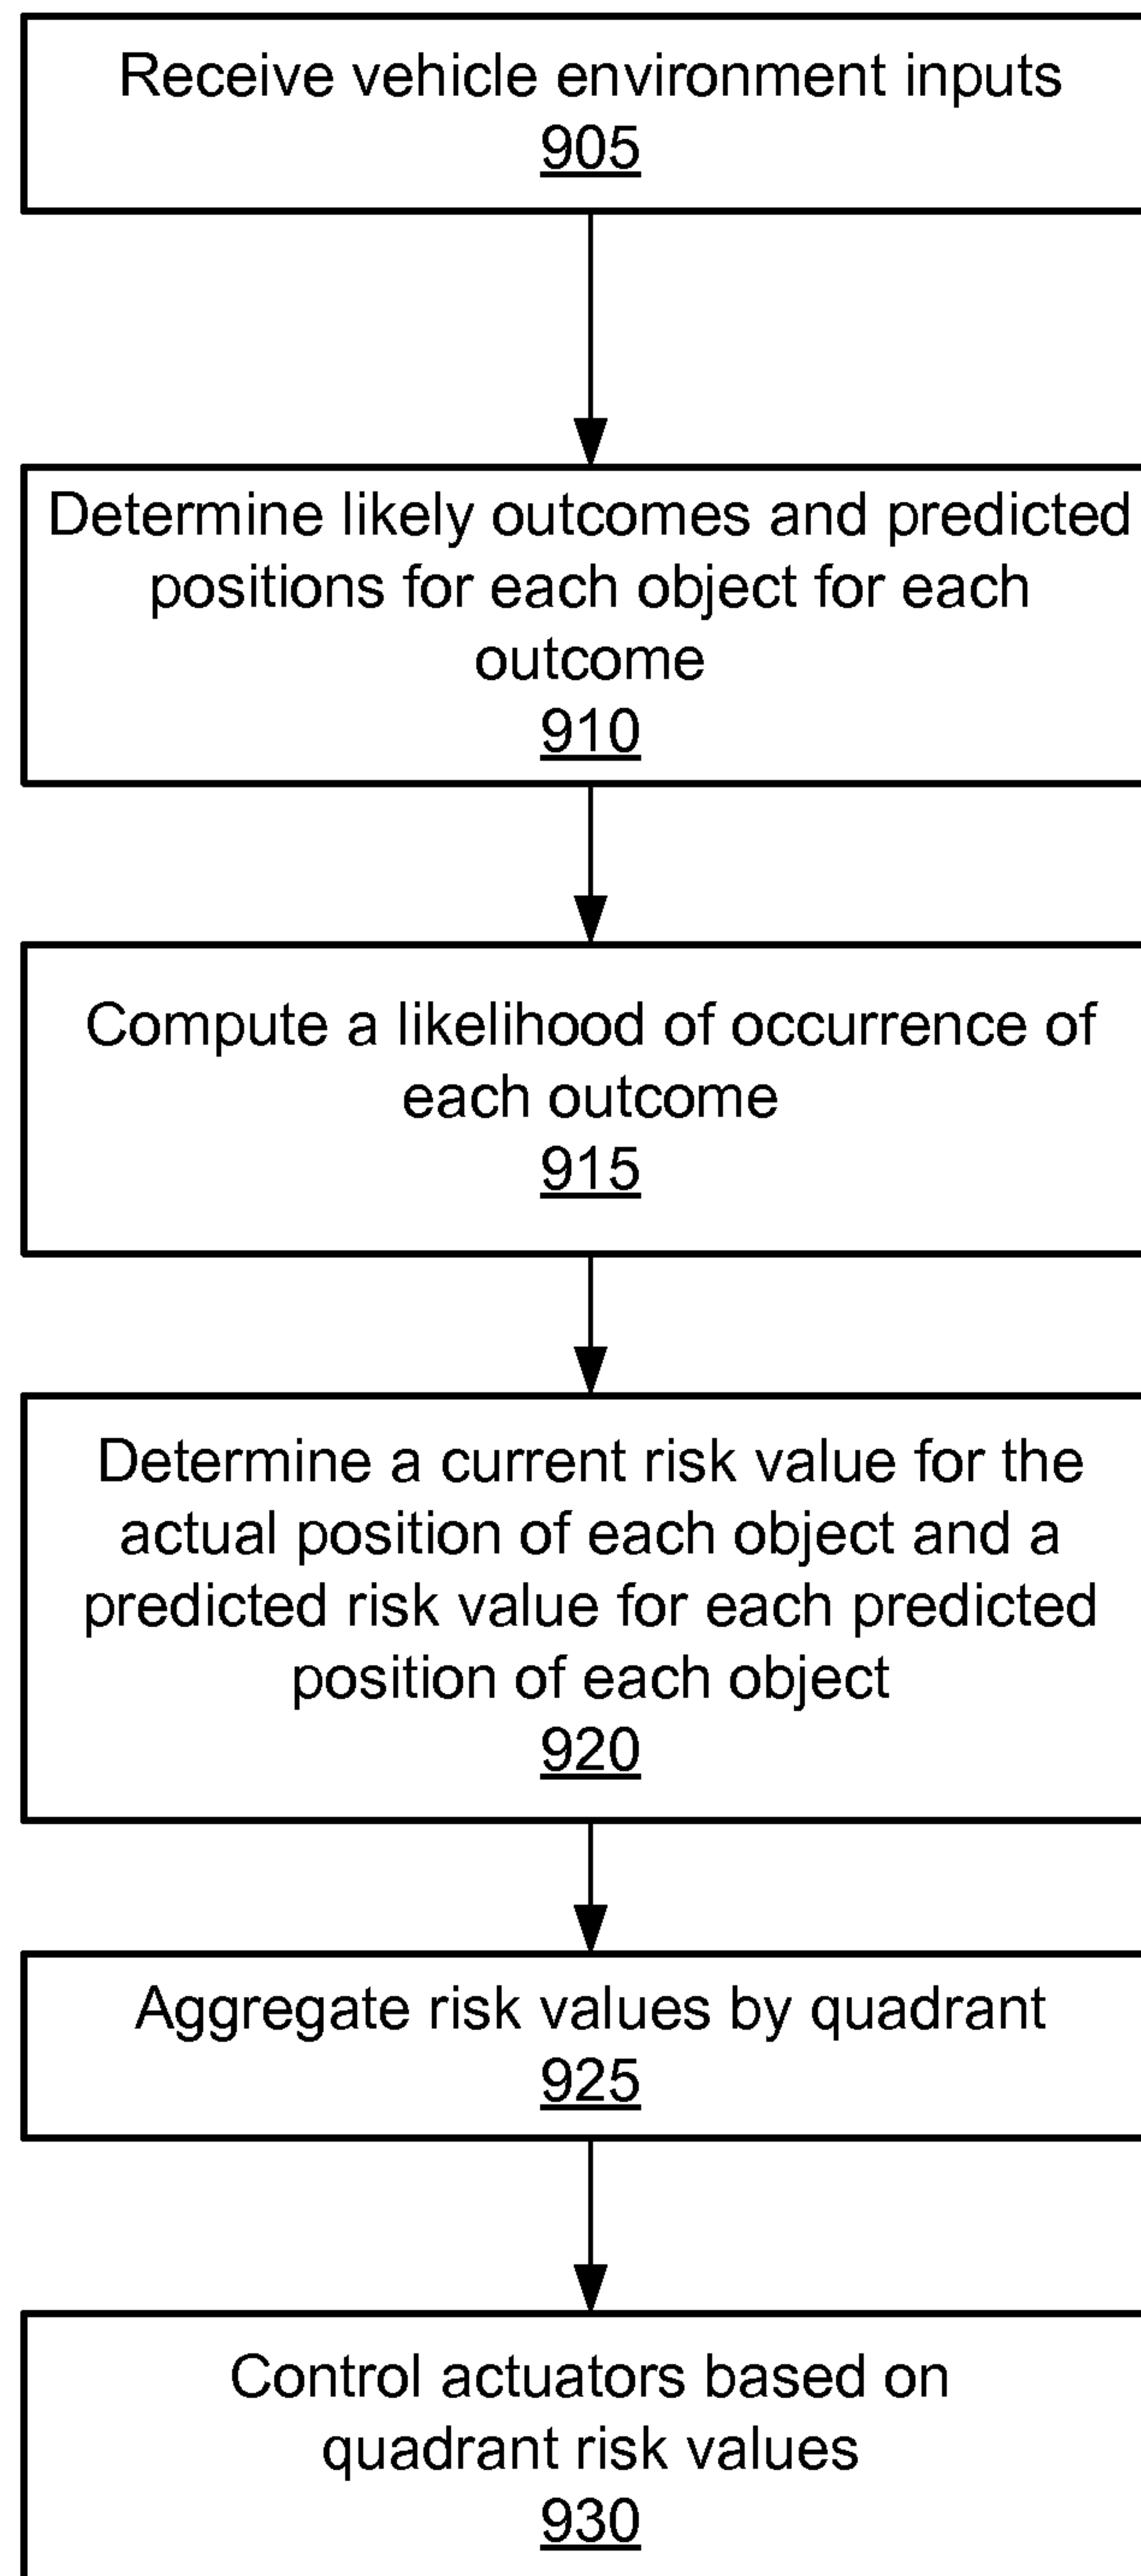 Receive vehicle environment inputs
905
Determine likely outcomes and predicted
positions for each object for each
outcome
910
Compute a likelihood of occurrence of
each outcome
915
Determine a current risk value for the
actual position of each object and a
predicted risk value for each predicted
position of each object
920
Aggregate risk values by quadrant
925
Control actuators based on
quadrant risk values
930